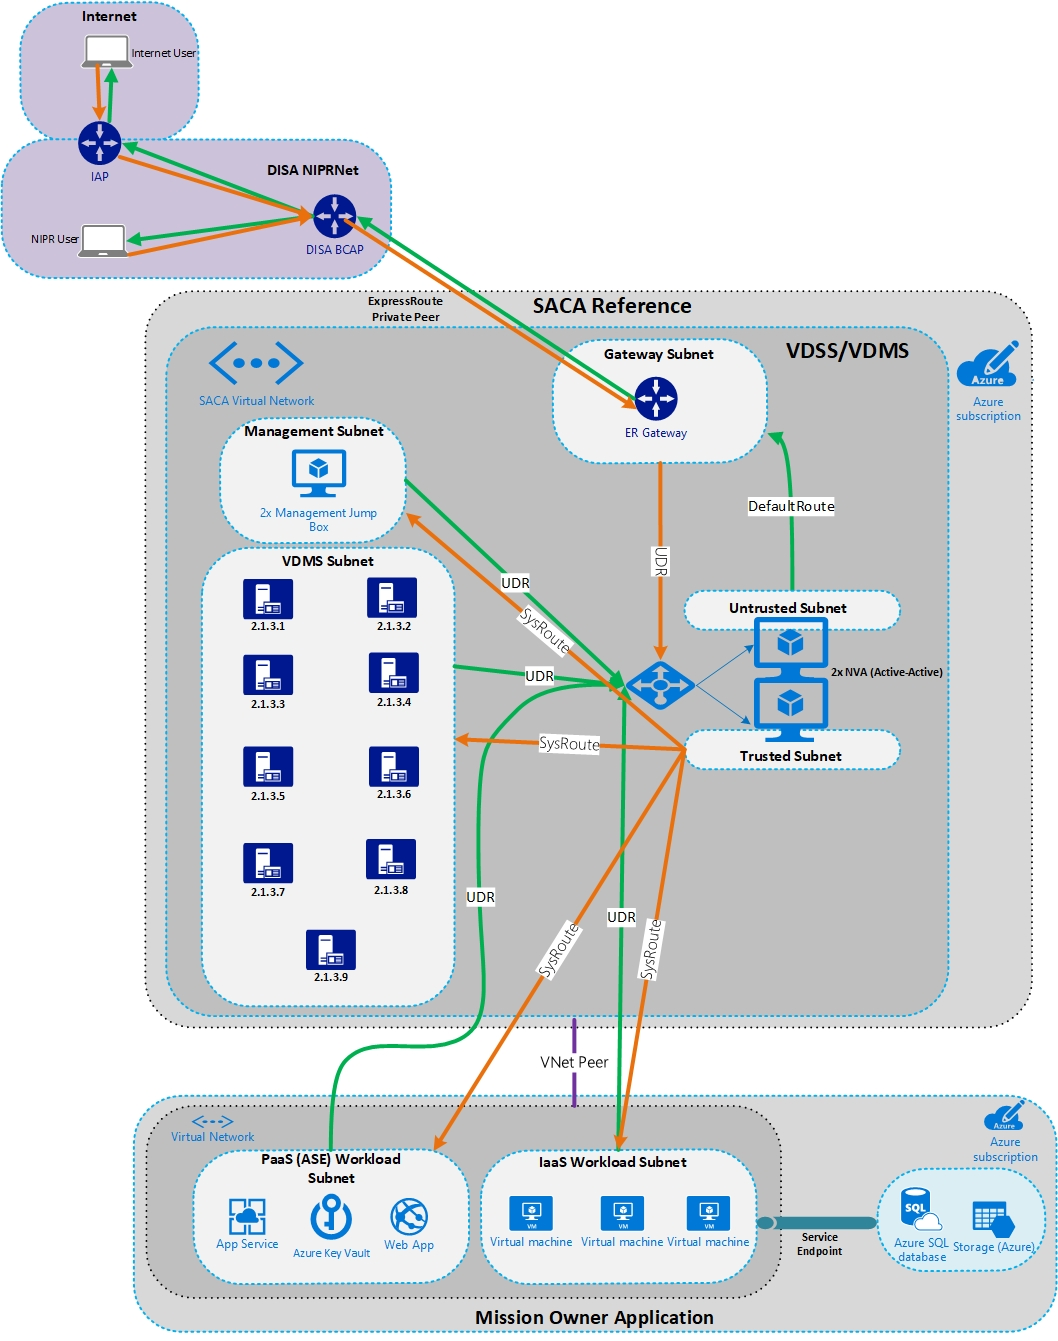 Internet
Internet User
IAP
DISA NIPRNet
NIPR User
DISA BCAP
ExpressRoute
Private Peer
SACA Reference
VDSS/VDMS
Gateway Subnet
ER Gateway
SACA Virtual Network
Azure
Azure
subscription
Management Subnet
2x Management Jump
Box
DefaultRoute
UDR
UDR
SysRoute
VDMS Subnet
2.1.3.1
2.1.3.2
2.1.3.3
2.1.3.4
2.1.3.5
2.1.3.6
2.1.3.7
2.1.3.8
2.1.3.9
Untrusted Subnet
2x NVA (Active-Active)
Trusted Subnet
UDR
SysRoute
UDR
UDR
SysRoute
SysRoute
VNet Peer
Virtual Network
Azure
Azure
subscription
PaaS (ASE) Workload
Subnet
App Service
Azure Key Vault
Web App
IaaS Workload Subnet
VM
VM
VM
Virtual machine
Virtual machine
Virtual machine
Service
Endpoint
SQL
Azure SQL
database
Storage (Azure)
Mission Owner Application